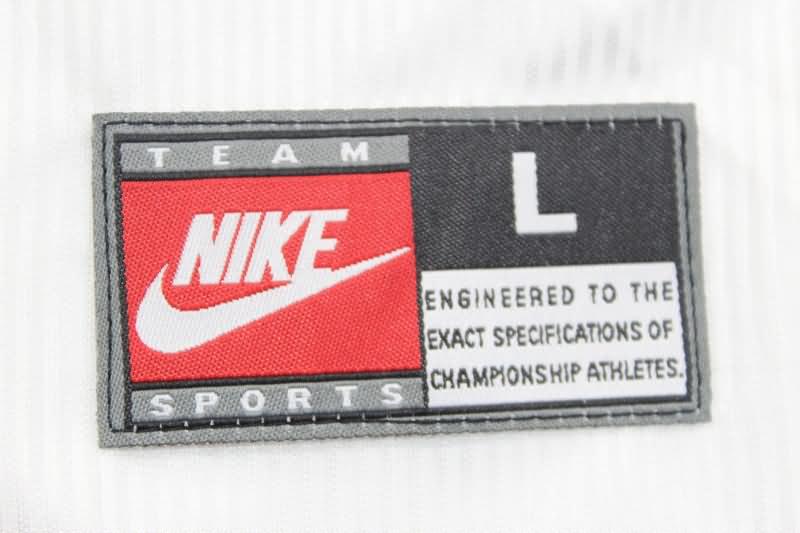 TEAM
NIKE
SPORTS
L
ENGINEERED TO THE
EXACT SPECIFICATIONS OF
CHAMPIONSHIP ATHLETES.